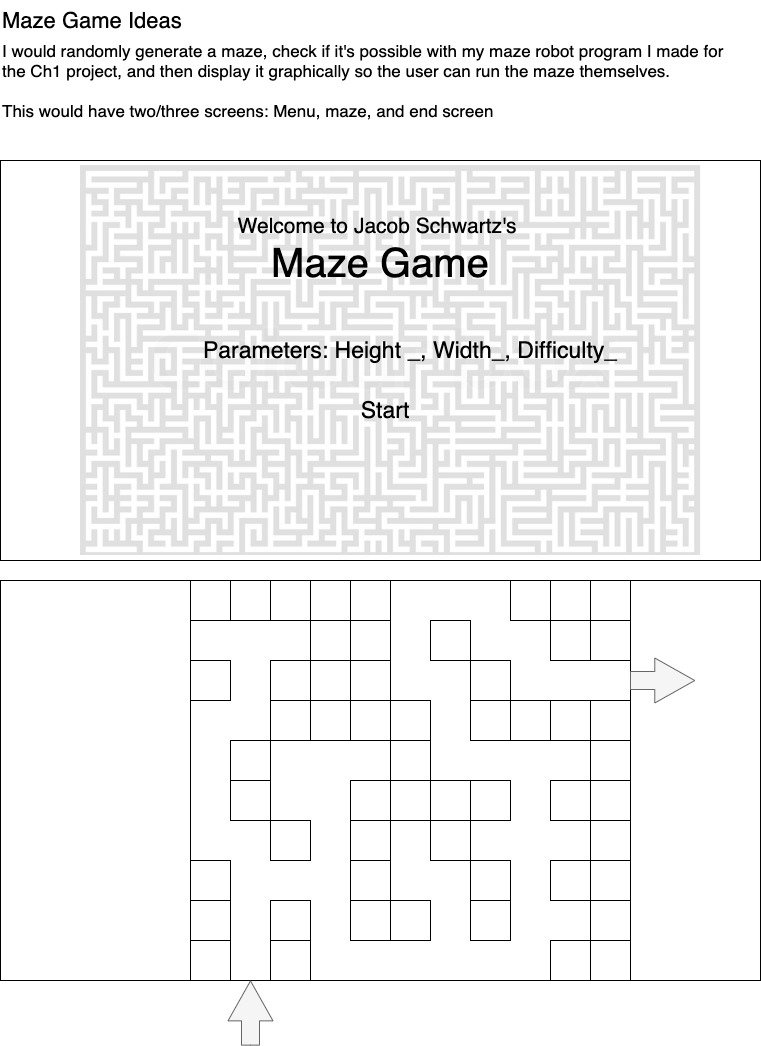 Maze Game Ideas
I would randomly generate a maze, check if it's possible with my maze robot program I made for
the Ch1 project, and then display it graphically so the user can run the maze themselves.
This would have two/three screens: Menu, maze, and end screen
Welcome to Jacob Schwartz's
Maze Game
Parameters: Height _, Width_, Difficulty_
Start